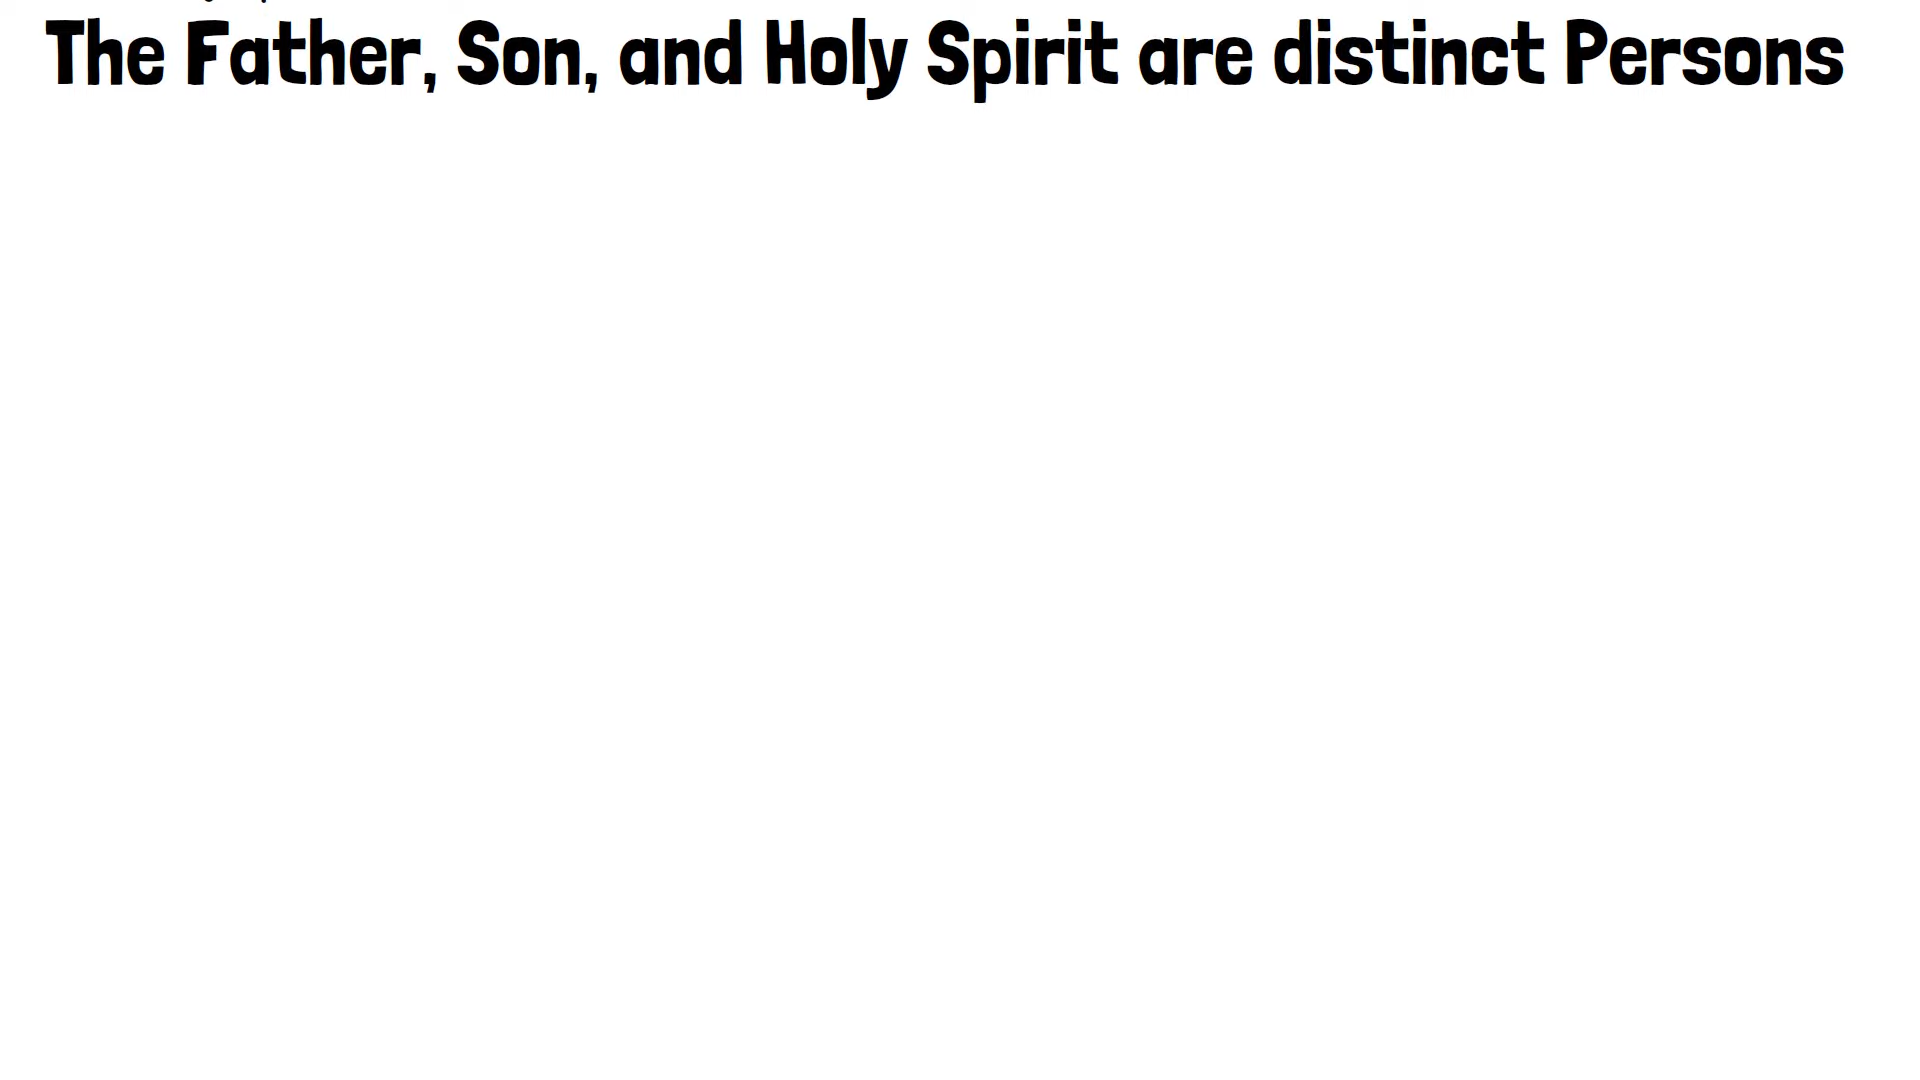 The Father, Son, and Holy Spirit are distinct Persons